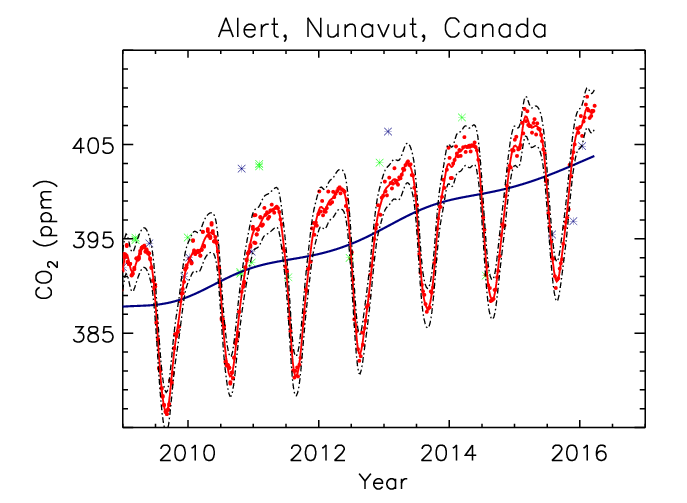 Alert, Nunavut, Canada
405
395
385
CO2 (ppm)
2010 2012 2014 2016
Year